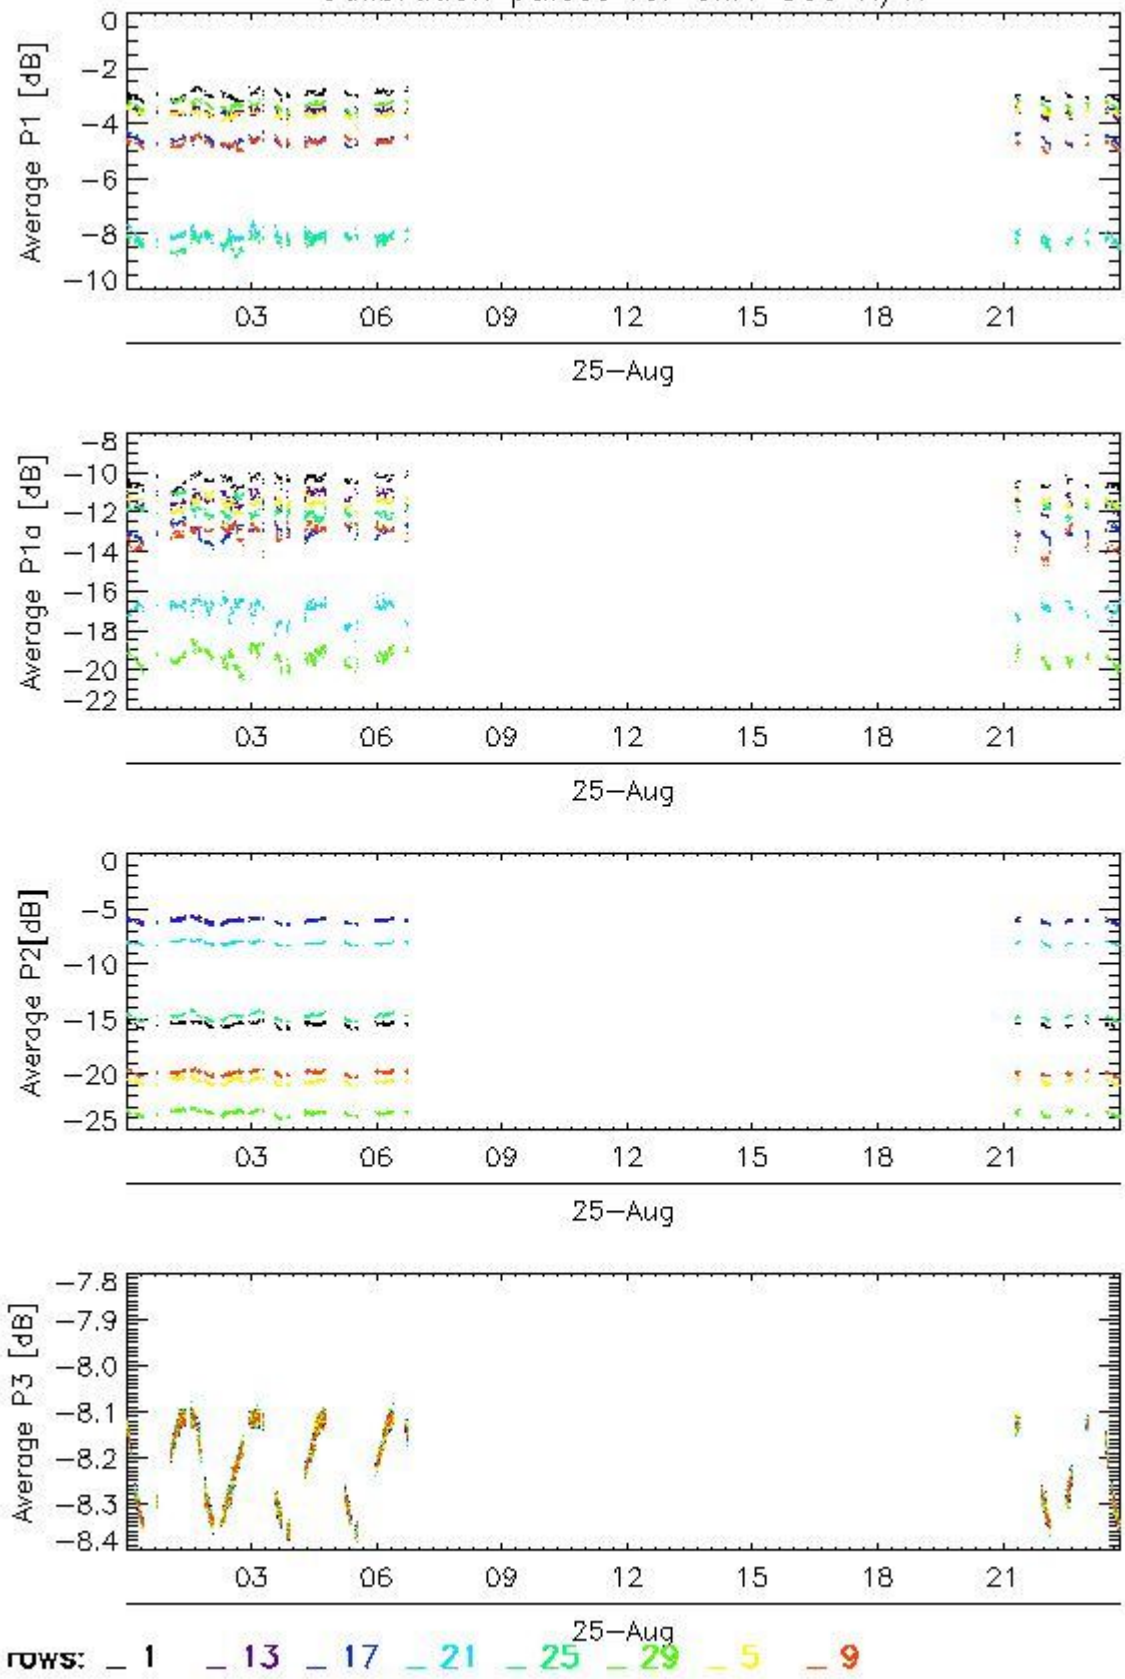 Average P1 [dB]
0
−2
−4
−6
−8
−10
03 06 09 12 15 18 21
25−Aug
Average P1a [dB]
−8
−10
−12
−14
−16
−18
−20
−22
03 06 09 12 15 18 21
25−Aug
Average P2[dB]
0
−5
−10
−15
−20
−25
03 06 09 12 15 18 21
25−Aug
Average P3 [dB]
−7.8
−7.9
−8.0
−8.1
−8.2
−8.3
−8.4
03 06 09 12 15 18 21
25−Aug
rows: _ 1 _ 13 _ 17 _ 21 _ 25 _ 29 _ 5 _ 9